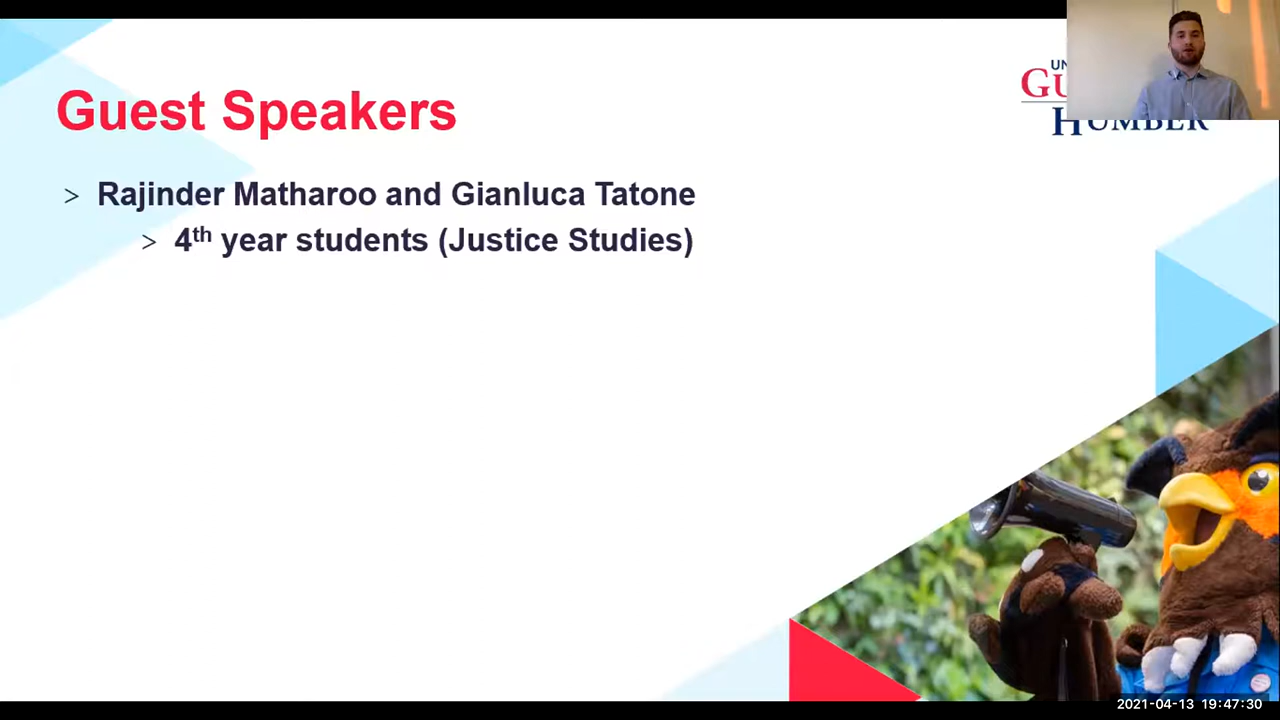 Guest Speakers
> Rajinder Matharoo and Gianluca Tatone
> 4th year students (Justice Studies)
HUMBER
2021-04-13 19:47:30